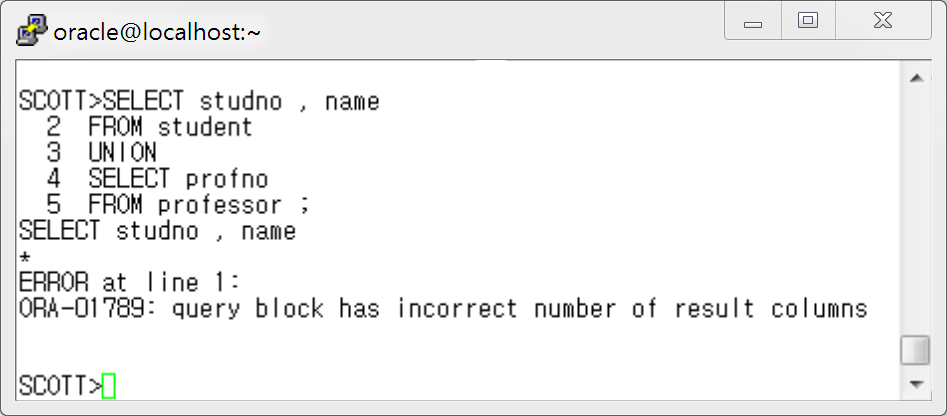 oracle@localhost:~
SCOTT>SELECT studno , name
2 FROM student
3 UNION
4 SELECT profno
5 FROM professor ;
SELECT studno , name
*
ERROR at line 1:
ORA-01789: query block has incorrect number of result columns
SCOTT>